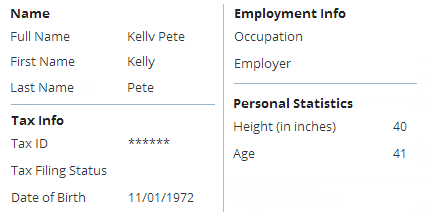 Name
Full Name Kelly Pete
First Name Kelly
Last Name Pete
Tax Info
Tax ID ******
Tax Filing Status
Date of Birth 11/01/1972
Employment Info
Occupation
Employer
Personal Statistics
Height (in inches) 40
Age 41